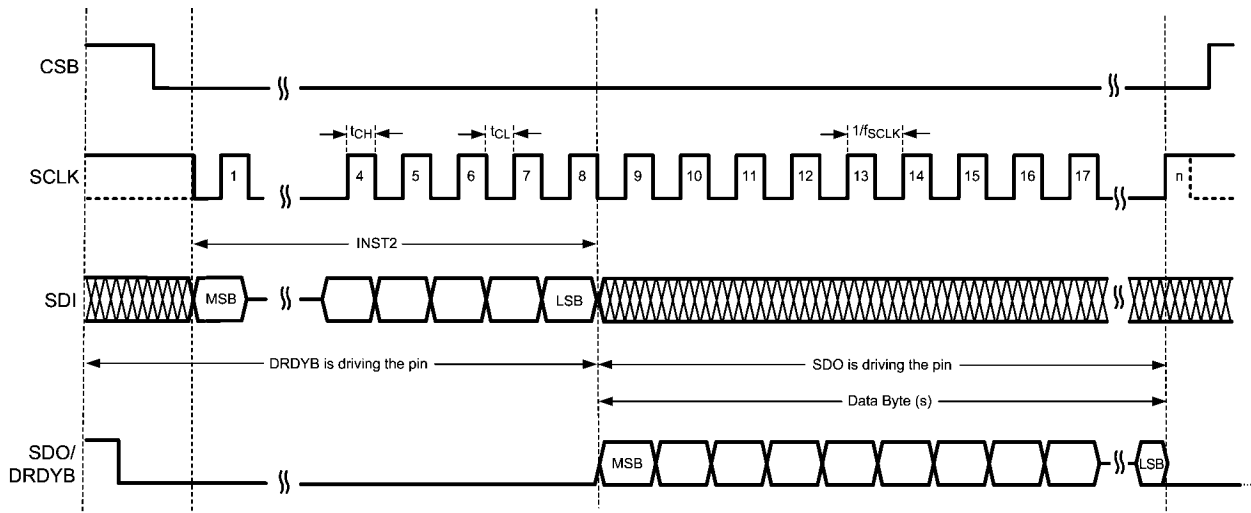 CSB
tCH
tCL
1/fSCLK
SCLK
1 4 5 6 7 8 9 10 11 12 13 14 15 16 17 n
INST2
SDI
MSB
LSB
DRDYB is driving the pin
SDO is driving the pin
Data Byte (s)
SDO/
DRDYB
MSB
LSB